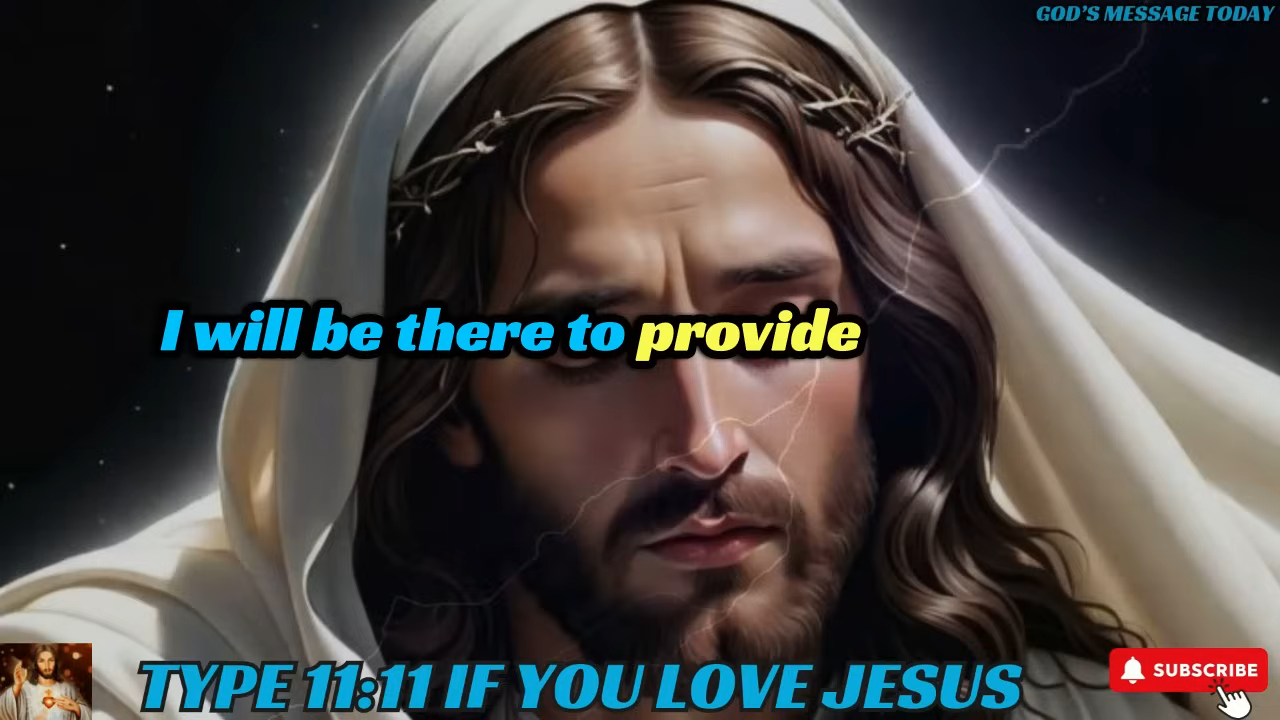 GOD'S MESSAGE TODAY
I will be there to provide
TYPE 11:11 IF YOU LOVE JESUS
SUBSCRIBE